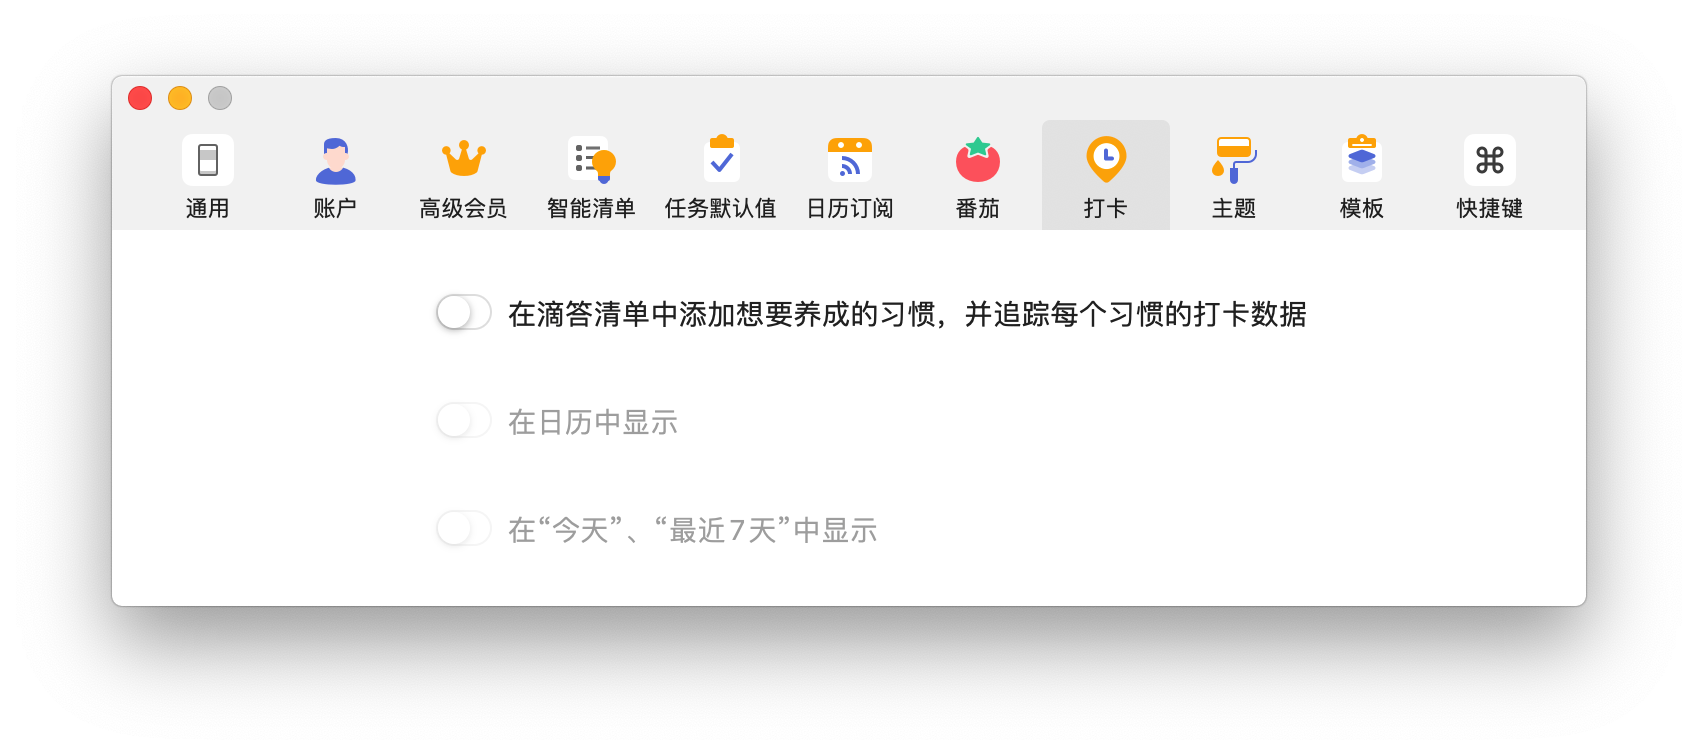 通用 账户 高级会员 智能清单 任务默认值 日历订阅 番茄 打卡 主题 模板 快捷键
在滴答清单中添加想要养成的习惯，并追踪每个习惯的打卡数据
在日历中显示
在“今天”、“最近7天”中显示